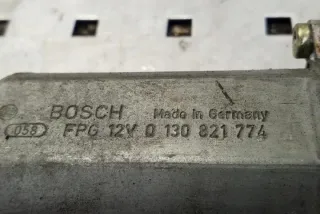 BOSCH Made in Germany
058 FPG 12V 0 130 821 774